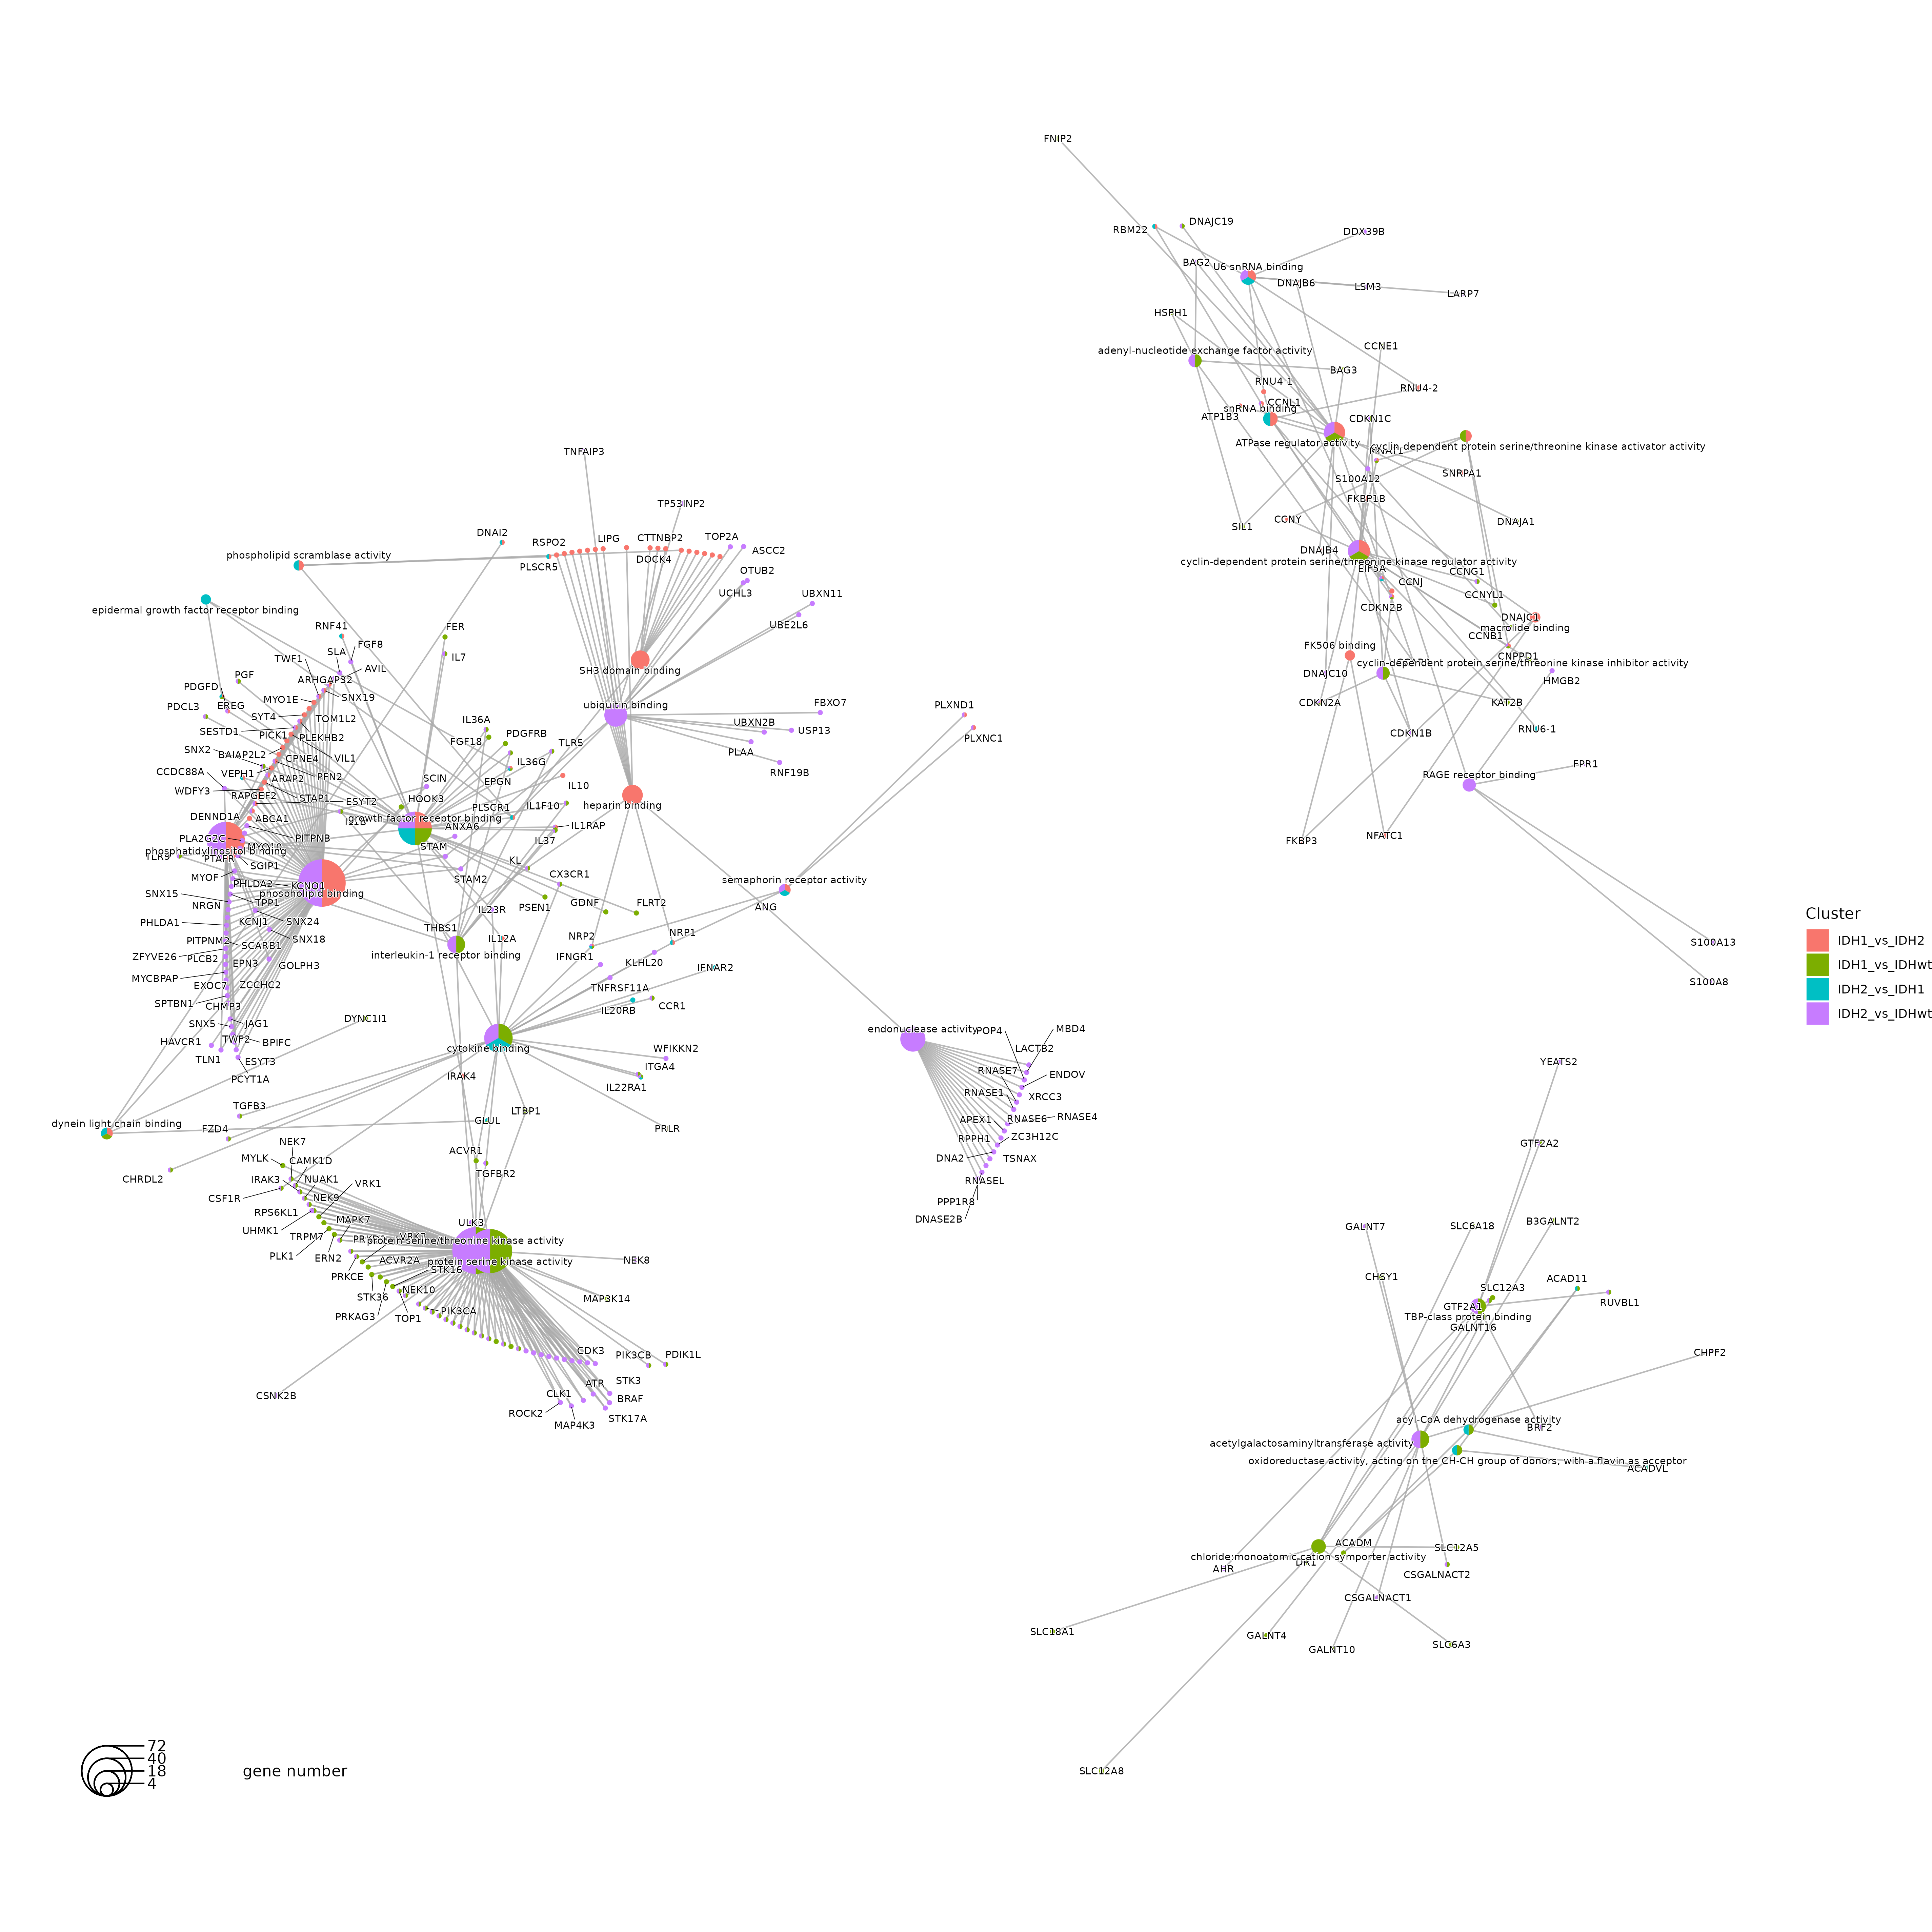 FNIP2
DNAJC19
RBM22
DDX39B
BAG2
U6 snRNA binding
DNAJB6
LSM3
LARP7
HSPH1
CCNE1
adenyl-nucleotide exchange factor activity
BAG3
RNU4-1
RNU4-2
CCNL1
snRNA binding
ATP1B3
CDKN1C
ATPase regulator activity
cyclin-dependent protein serine/threonine kinase activator activity
SNRPA1
S100A12
FKBP1B
CCNY
DNAJA1
SIL1
DNAJB4
cyclin-dependent protein serine/threonine kinase regulator activity
EIF5A
CCNG1
CCNJ
CCNYL1
CDKN2B
DNAJC1
macrolide binding
CCNB1
FK506 binding
CNPPD1
cyclin-dependent protein serine/threonine kinase inhibitor activity
DNAJC10
HMGB2
CDKN2A
KAT2B
RNU6-1
CDKN1B
FPR1
RAGE receptor binding
NFATC1
FKBP3
S100A13
S100A8
TNFAIP3
TP53INP2
DNAI2
RSPO2
LIPG
CTTNBP2
TOP2A
ASCC2
phospholipid scramblase activity
PLSCR5
DOCK4
OTUB2
UCHL3
UBXN11
UBE2L6
epidermal growth factor receptor binding
RNF41
FER
FGF8
SLA
IL7
TWF1
AVIL
SH3 domain binding
PGF
ARHGAP32
PDGFD
MYO1E
SNX19
EREG
ubiquitin binding
PDCL3
SYT4
TOM1L2
IL36A
FBXO7
PLXND1
SESTD1
PICK1
PLEKHB2
FGF18
PDGFRB
TLR5
UBXN2B
USP13
PLXNC1
SNX2
BAIAP2L2
CPNE4
VIL1
IL36G
PLAA
CCDC88A
VEPH1
ARAP2
PFN2
SCIN
EPGN
IL10
RNF19B
WDFY3
RAPGEF2
STAP1
ESYT2
HOOK3
PLSCR1
IL1F10
heparin binding
DENND1A
ABCA1
growth factor receptor binding
ANXA6
IL1RAP
PLA2G2C
PITPNB
IL37
STAM
phosphatidylinositol binding
PTAFR
SGIP1
KL
MYOF
PHLDA2
KCNQ1
STAM2
CX3CR1
semaphorin receptor activity
SNX15
phospholipid binding
TPP1
PSEN1
GDNF
FLRT2
ANG
NRGN
IL23R
PHLDA1
KCNJ1
SNX24
THBS1
SNX18
IL12A
NRP2
NRP1
PITPNM2
SCARB1
interleukin-1 receptor binding
IFNGR1
ZFYVE26
PLCB2
EPN3
GOLPH3
KLHL20
IFNAR2
MYCBPAP
EXOC7
ZCCHC2
TNFRSF11A
SPTBN1
CHMP3
IL20RB
CCR1
SNX5
JAG1
DYNC1I1
endonuclease activity
POP4
MBD4
HAVCR1
TWF2
BPIFC
cytokine binding
WFIKKN2
LACTB2
TLN1
ESYT3
ITGA4
RNASE7
ENDOV
PCYT1A
IRAK4
IL22RA1
RNASE1
XRCC3
TGFB3
LTBP1
RNASE6
RNASE4
dynein light chain binding
FZD4
GLUL
PRLR
APEX1
ZC3H12C
NEK7
RPPH1
ACVR1
MYLK
CAMK1D
DNA2
TSNAX
CHRDL2
IRAK3
NUAK1
TGFBR2
RNASEL
CSF1R
NEK9
VRK1
PPP1R8
RPS6KL1
MAPK7
ULK3
DNASE2B
UHMK1
TRPM7
protein serine/threonine kinase activity
PLK1
ERN2
ACVR2A
protein serine kinase activity
NEK8
PRKCE
STK16
STK36
NEK10
MAP3K14
PRKAG3
TOP1
PIK3CA
CDK3
PIK3CB
PDIK1L
CSNK2B
CLK1
ATR
STK3
ROCK2
BRAF
MAP4K3
STK17A
YEATS2
GTF2A2
GALNT7
SLC6A18
B3GALNT2
CHSY1
ACAD11
SLC12A3
GTF2A1
RUVBL1
TBP-class protein binding
GALNT16
CHPF2
acyl-CoA dehydrogenase activity
BRF2
acetylgalactosaminyltransferase activity
oxidoreductase activity, acting on the CH-CH group of donors, with a flavin as acceptor
ACADVL
ACADM
SLC12A5
chloride:monoatomic cation symporter activity
DR1
AHR
CSGALNACT2
CSGALNACT1
SLC18A1
GALNT4
GALNT10
SLC6A3
SLC12A8
Cluster
IDH1_vs_IDH2
IDH1_vs_IDHwt
IDH2_vs_IDH1
IDH2_vs_IDHwt
72
40
18
4
gene number